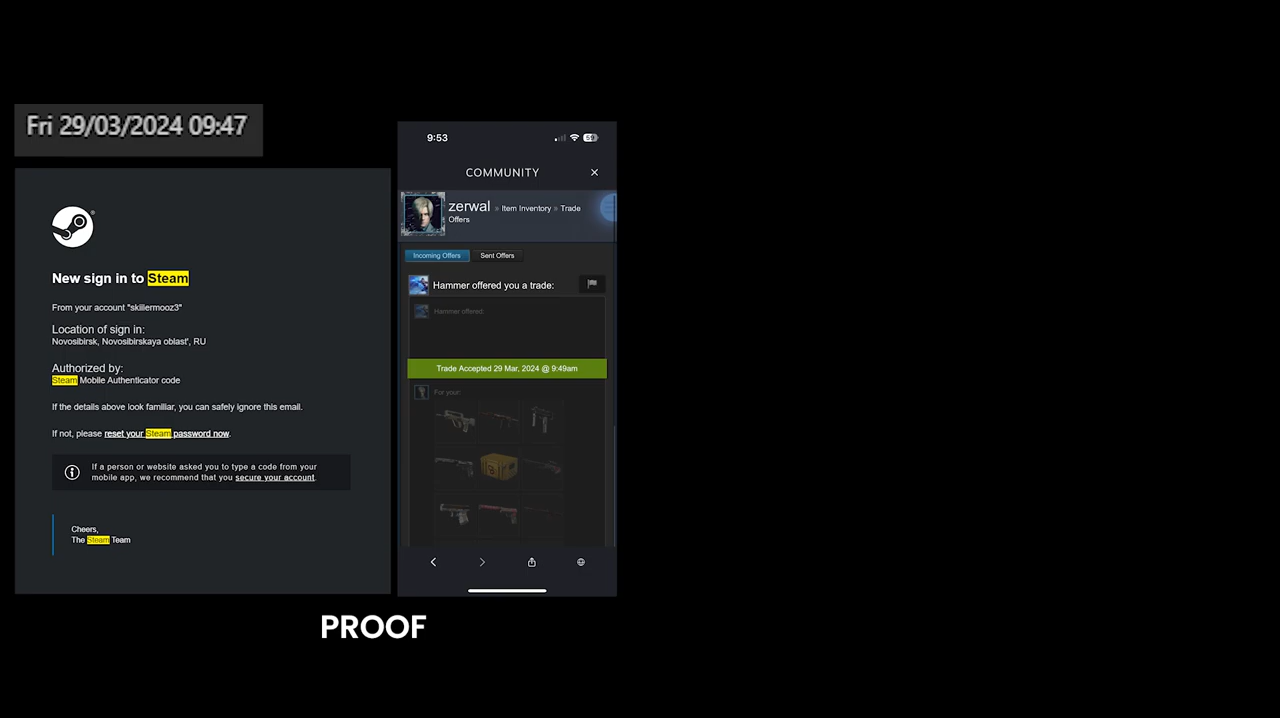 Fri 29/03/2024 09:47
New sign in to Steam
From your account "skillermooz3"
Location of sign in:
Novosibirsk, Novosibirskaya oblast', RU
Authorized by:
Steam Mobile Authenticator code
If the details above look familiar, you can safely ignore this email.
If not, please reset your Steam password now.
If a person or website asked you to type a code from your
mobile app, we recommend that you secure your account.
Cheers,
The Steam Team
9:53
COMMUNITY
zerwal » Item Inventory » Trade
Offers
Incoming Offers Sent Offers
Hammer offered you a trade:
Hammer offered:
Trade Accepted 29 Mar, 2024 @ 9:49am
For your:
PROOF